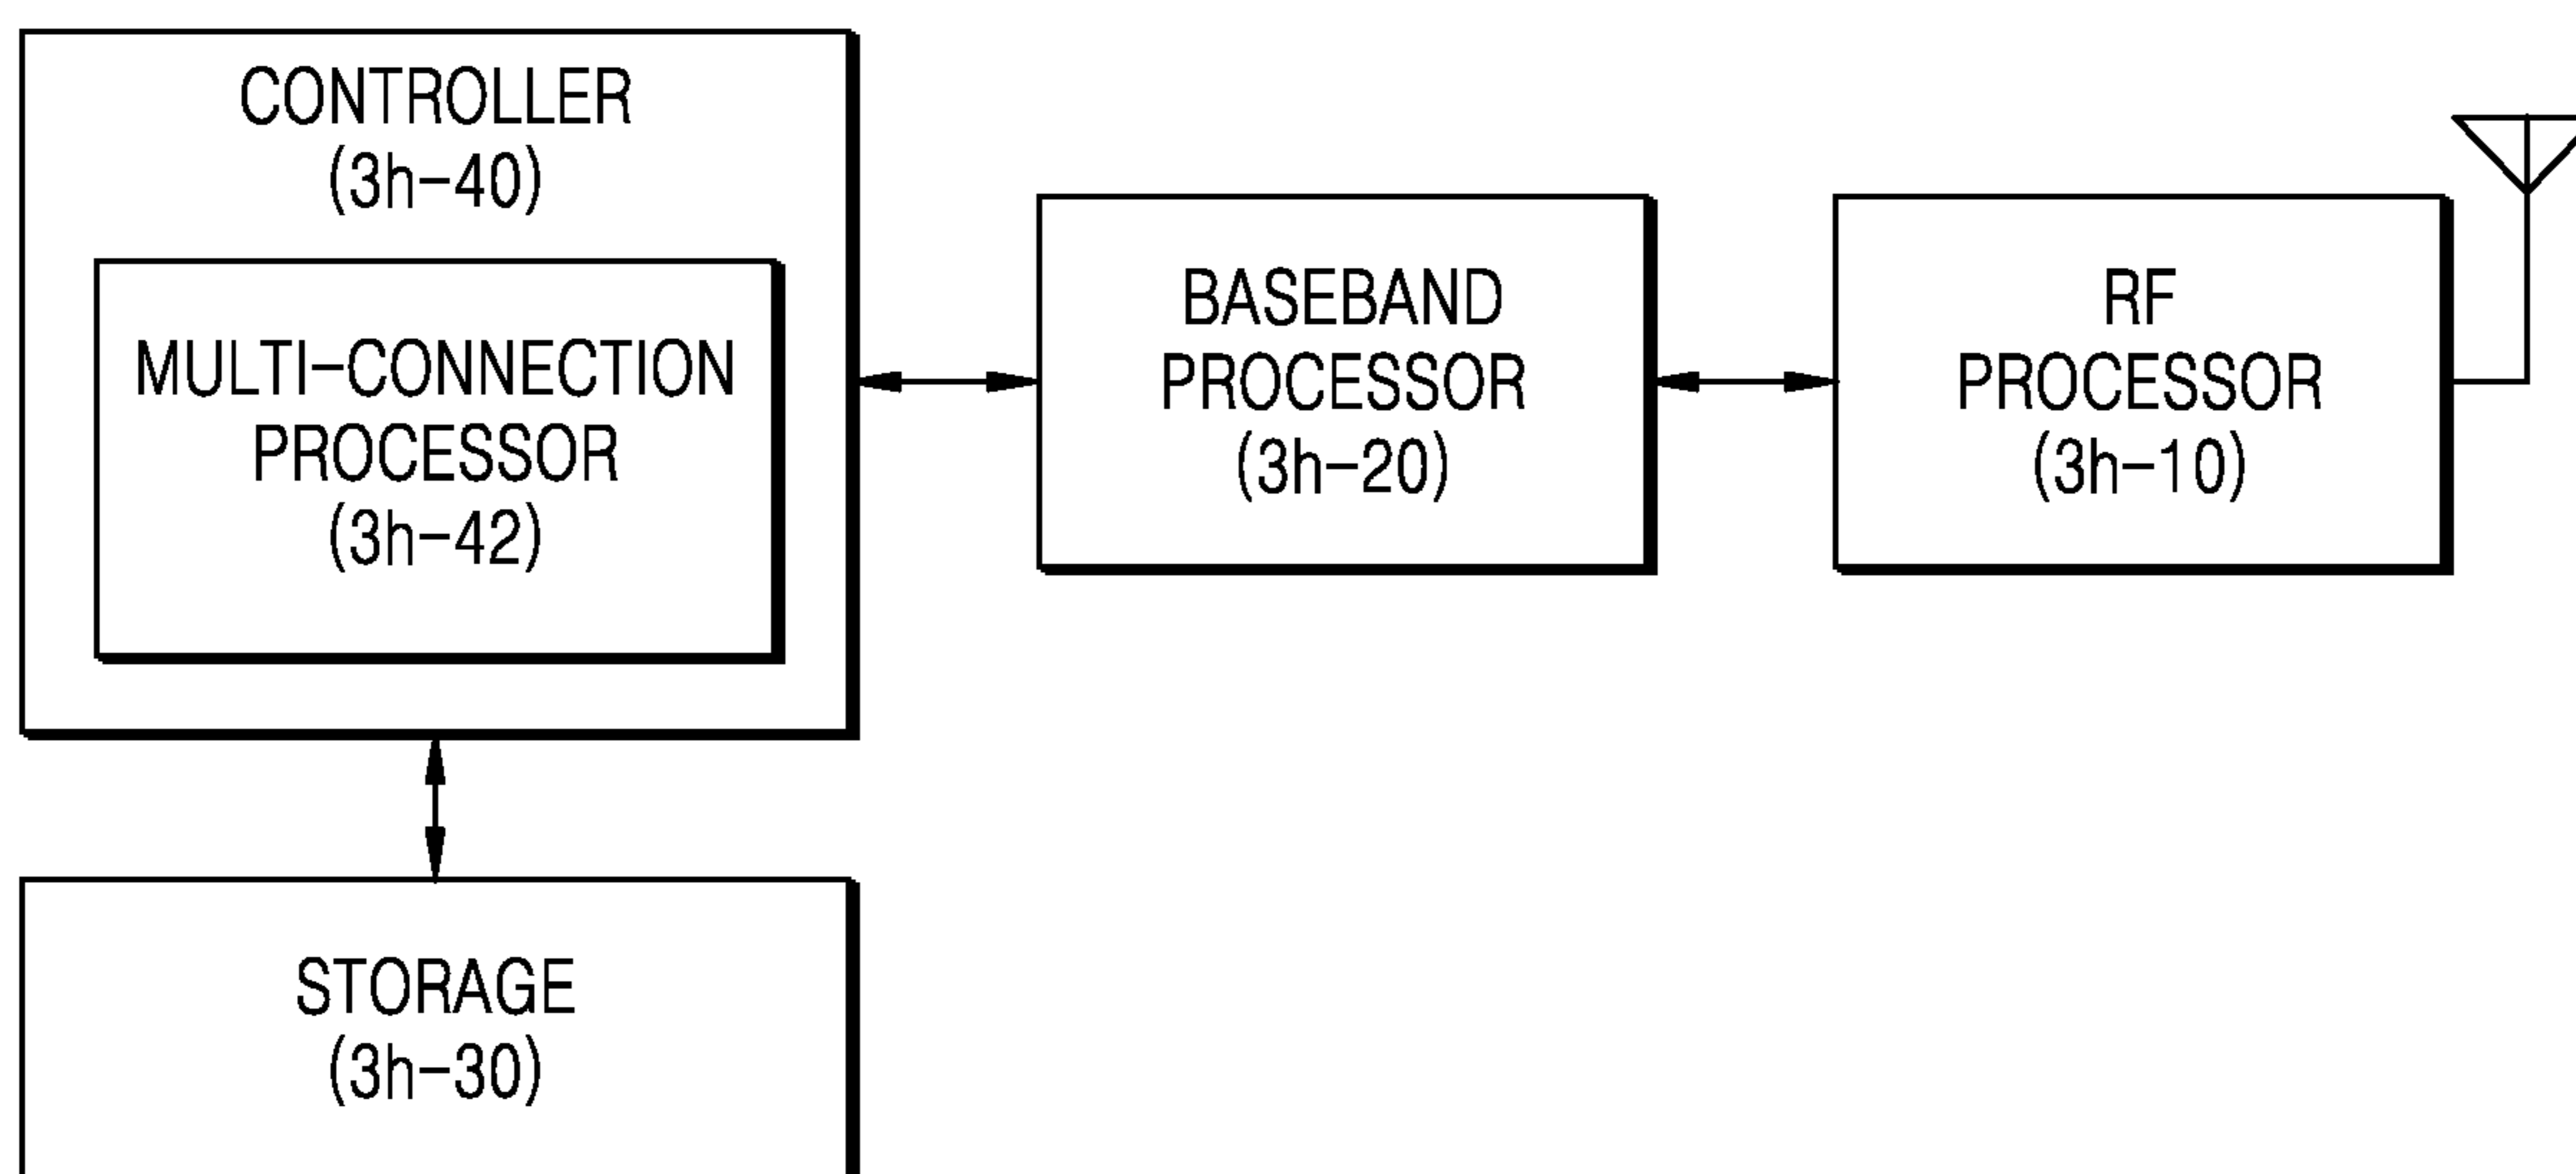 CONTROLLER
(3h-40)
MULTI-CONNECTION
PROCESSOR
(3h-42)
BASEBAND
PROCESSOR
(3h-20)
RF
PROCESSOR
(3h-10)
STORAGE
(3h-30)